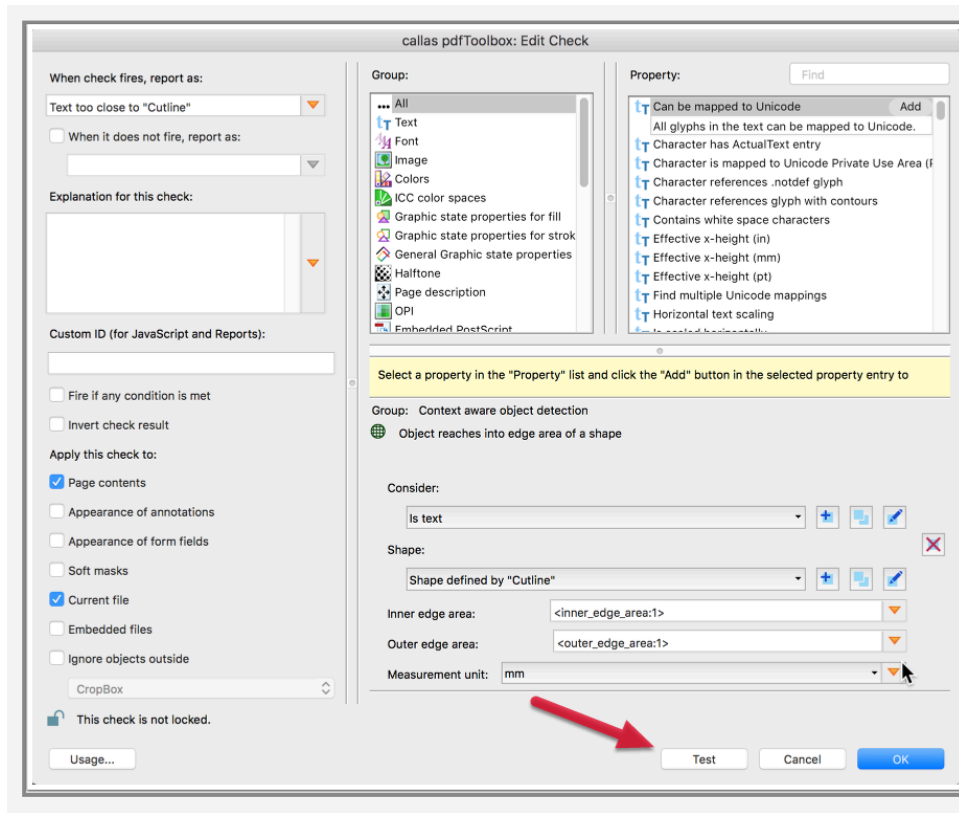 callas pdfToolbox: Edit Check
When check fires, report as:
Text too close to "Cutline"
When it does not fire, report as:
Explanation for this check:
Custom ID (for JavaScript and Reports):
Fire if any condition is met
Invert check result
Apply this check to:
Page contents
Appearance of annotations
Appearance of form fields
Soft masks
Current file
Embedded files
Ignore objects outside
CropBox
This check is not locked.
Usage...
Group:
All
Text
Font
Image
Colors
ICC color spaces
Graphic state properties for fill
Graphic state properties for strok
General Graphic state properties
Halftone
Page description
OPI
Embedded PostScript
Property:
Find
Can be mapped to Unicode
Add
All glyphs in the text can be mapped to Unicode.
Character has ActualText entry
Character is mapped to Unicode Private Use Area (P
Character references .notdef glyph
Character references glyph with contours
Contains white space characters
Effective x-height (in)
Effective x-height (mm)
Effective x-height (pt)
Find multiple Unicode mappings
Horizontal text scaling
Is scaled horizontally
Select a property in the "Property" list and click the "Add" button in the selected property entry to
Group: Context aware object detection
Object reaches into edge area of a shape
Consider:
Is text
Shape:
Shape defined by "Cutline"
Inner edge area: <inner_edge_area:1>
Outer edge area: <outer_edge_area:1>
Measurement unit: mm
Test
Cancel
OK